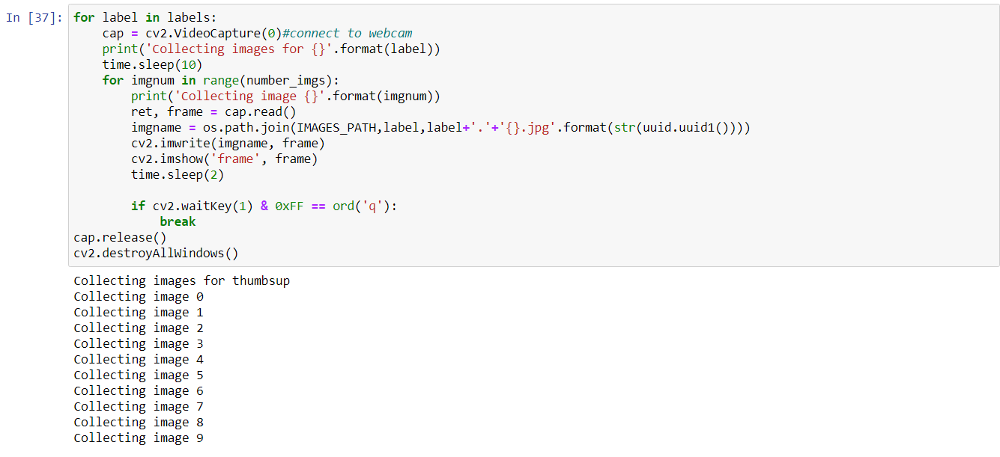 In [37]: for label in labels:
    cap = cv2.VideoCapture(0)#connect to webcam
    print('Collecting images for {}'.format(label))
    time.sleep(10)
    for imgnum in range(number_imgs):
        print('Collecting image {}'.format(imgnum))
        ret, frame = cap.read()
        imgname = os.path.join(IMAGES_PATH,label,label+'.'+'{}.jpg'.format(str(uuid.uuid1())))
        cv2.imwrite(imgname, frame)
        cv2.imshow('frame', frame)
        time.sleep(2)

        if cv2.waitKey(1) & 0xFF == ord('q'):
            break
cap.release()
cv2.destroyAllWindows()
Collecting images for thumbsup
Collecting image 0
Collecting image 1
Collecting image 2
Collecting image 3
Collecting image 4
Collecting image 5
Collecting image 6
Collecting image 7
Collecting image 8
Collecting image 9